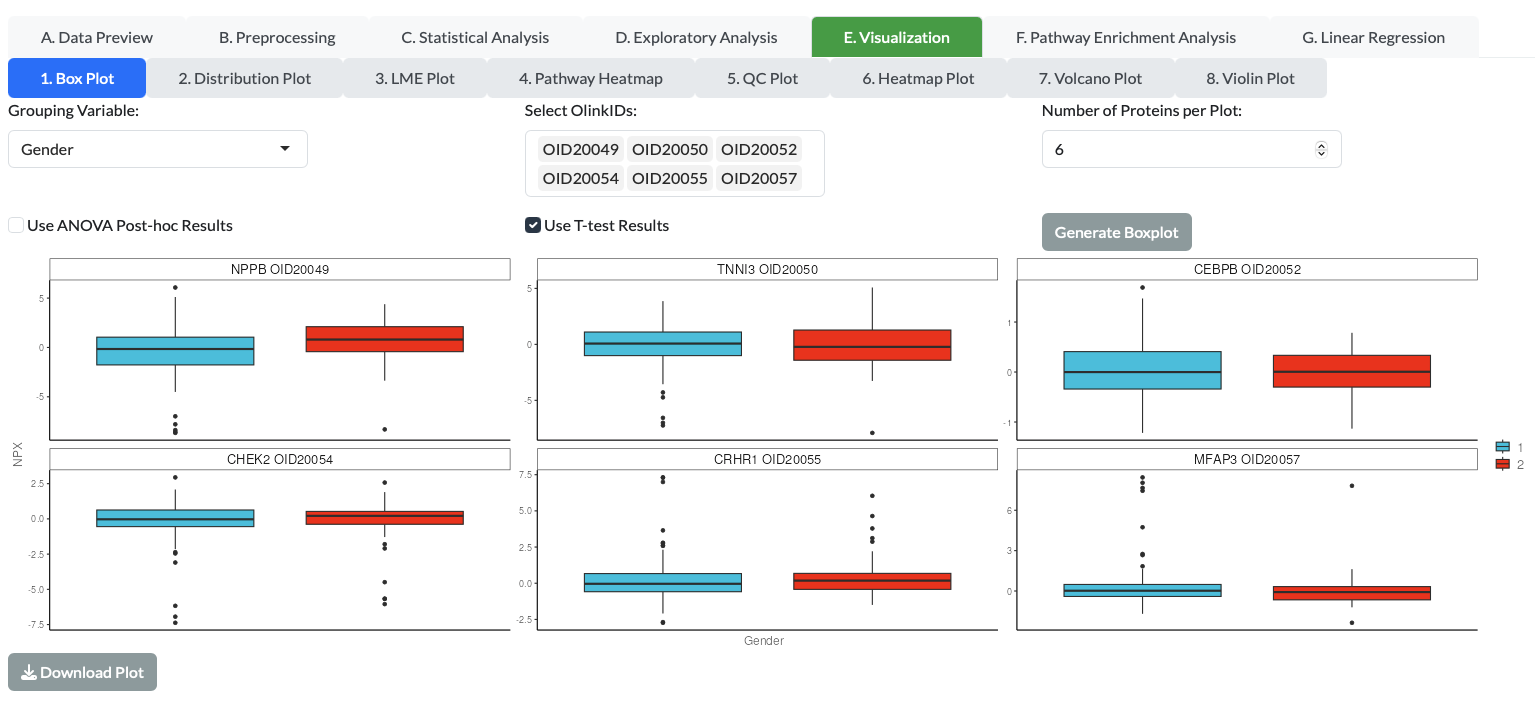 A. Data Preview B. Preprocessing C. Statistical Analysis D. Exploratory Analysis E. Visualization F. Pathway Enrichment Analysis G. Linear Regression
1. Box Plot 2. Distribution Plot 3. LME Plot 4. Pathway Heatmap 5. QC Plot 6. Heatmap Plot 7. Volcano Plot 8. Violin Plot
Grouping Variable: Select OlinkIDs: Number of Proteins per Plot:
Gender OID20049 OID20050 OID20052 6
OID20054 OID20055 OID20057
Use ANOVA Post-hoc Results Use T-test Results Generate Boxplot
NPPB OID20049 TNNI3 OID20050 CEBPB OID20052
5 0 -5
5 0 -5
1 0 -1
NPX
1
2
CHEK2 OID20054 CRHR1 OID20055 MFAP3 OID20057
2.5 0.0 -2.5 -5.0 -7.5
7.5 5.0 2.5 0.0 -2.5
6 3 0
Gender
Download Plot